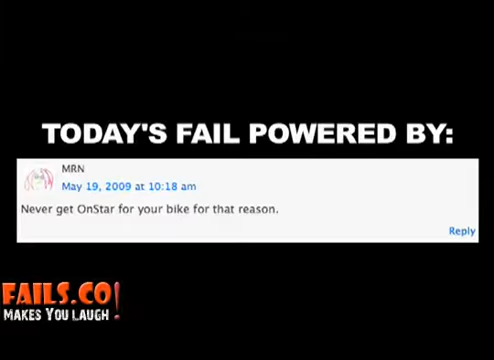 TODAY'S FAIL POWERED BY:
MRN
May 19, 2009 at 10:18 am
Never get OnStar for your bike for that reason.
Reply
FAILS.CO!
MAKES YOU LAUGH